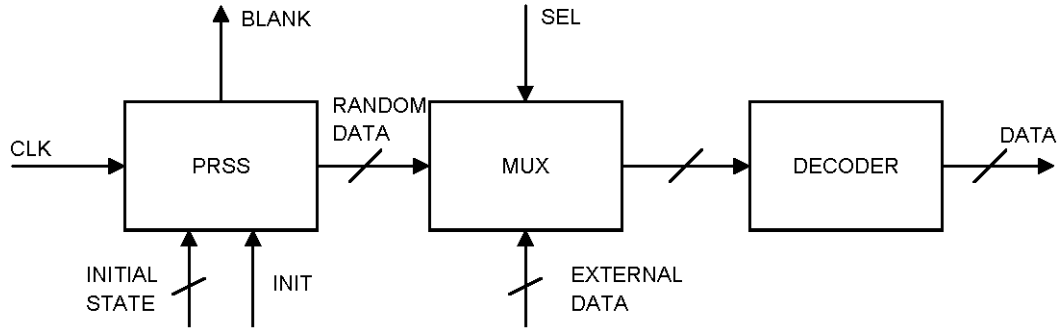 BLANK
SEL
RANDOM
DATA
CLK
PRSS
MUX
DECODER
DATA
INITIAL
STATE
INIT
EXTERNAL
DATA